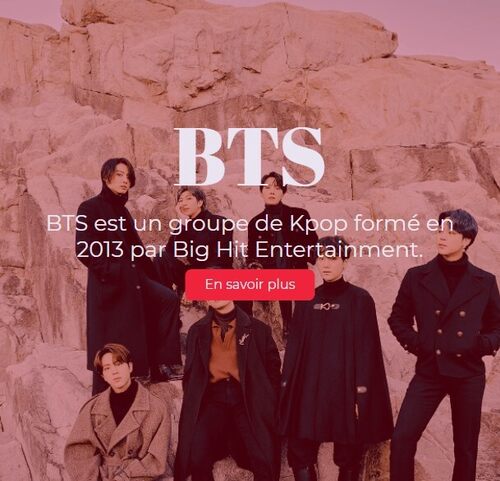 BTS
BTS est un groupe de Kpop formé en
2013 par Big Hit Entertainment.
En savoir plus